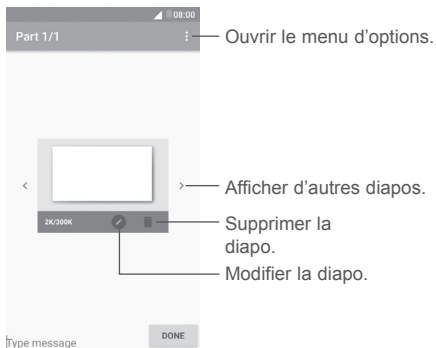 08:00
Part 1/1
Ouvrir le menu d'options.
Afficher d'autres diapos.
2K/300K
Supprimer la
diapo.
Modifier la diapo.
Type message
DONE